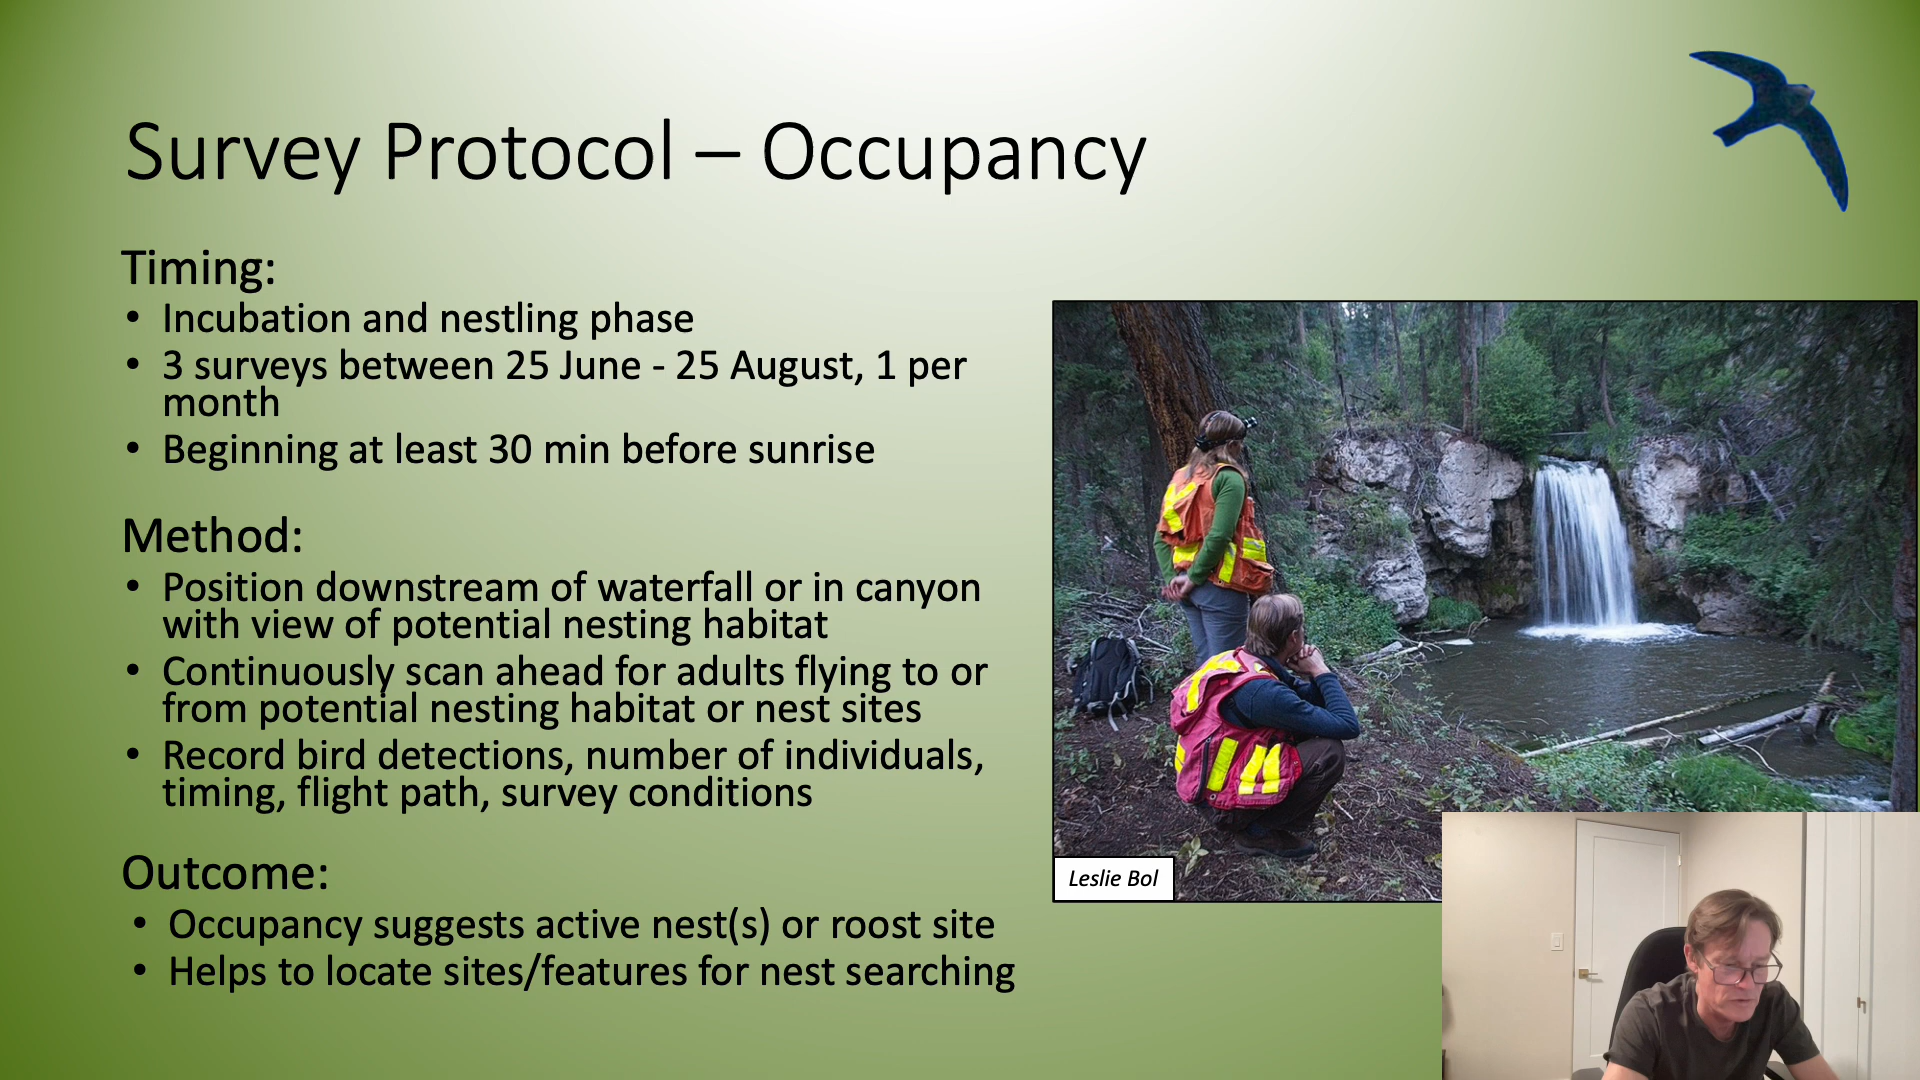 Survey Protocol – Occupancy
Timing:
• Incubation and nestling phase
• 3 surveys between 25 June - 25 August, 1 per
month
• Beginning at least 30 min before sunrise
Method:
• Position downstream of waterfall or in canyon
with view of potential nesting habitat
• Continuously scan ahead for adults flying to or
from potential nesting habitat or nest sites
• Record bird detections, number of individuals,
timing, flight path, survey conditions
Outcome:
• Occupancy suggests active nest(s) or roost site
• Helps to locate sites/features for nest searching
Leslie Bol